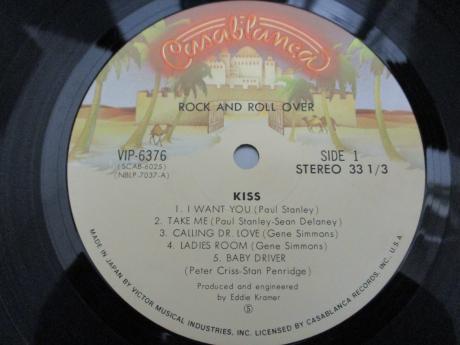 Casablanca
ROCK AND ROLL OVER
VIP-6376
(SCAB-6025)
(NBLP-7037-A)
SIDE 1
STEREO 33 1/3
KISS
1. I WANT YOU (Paul Stanley)
2. TAKE ME (Paul Stanley-Sean Delaney)
3. CALLING DR. LOVE (Gene Simmons)
4. LADIES ROOM (Gene Simmons)
5. BABY DRIVER
(Peter Criss-Stan Penridge)
Produced and engineered
by Eddie Kramer
Ⓢ
MADE IN JAPAN BY VICTOR MUSICAL INDUSTRIES, INC. LICENSED BY CASABLANCA RECORDS, INC. U.S.A.